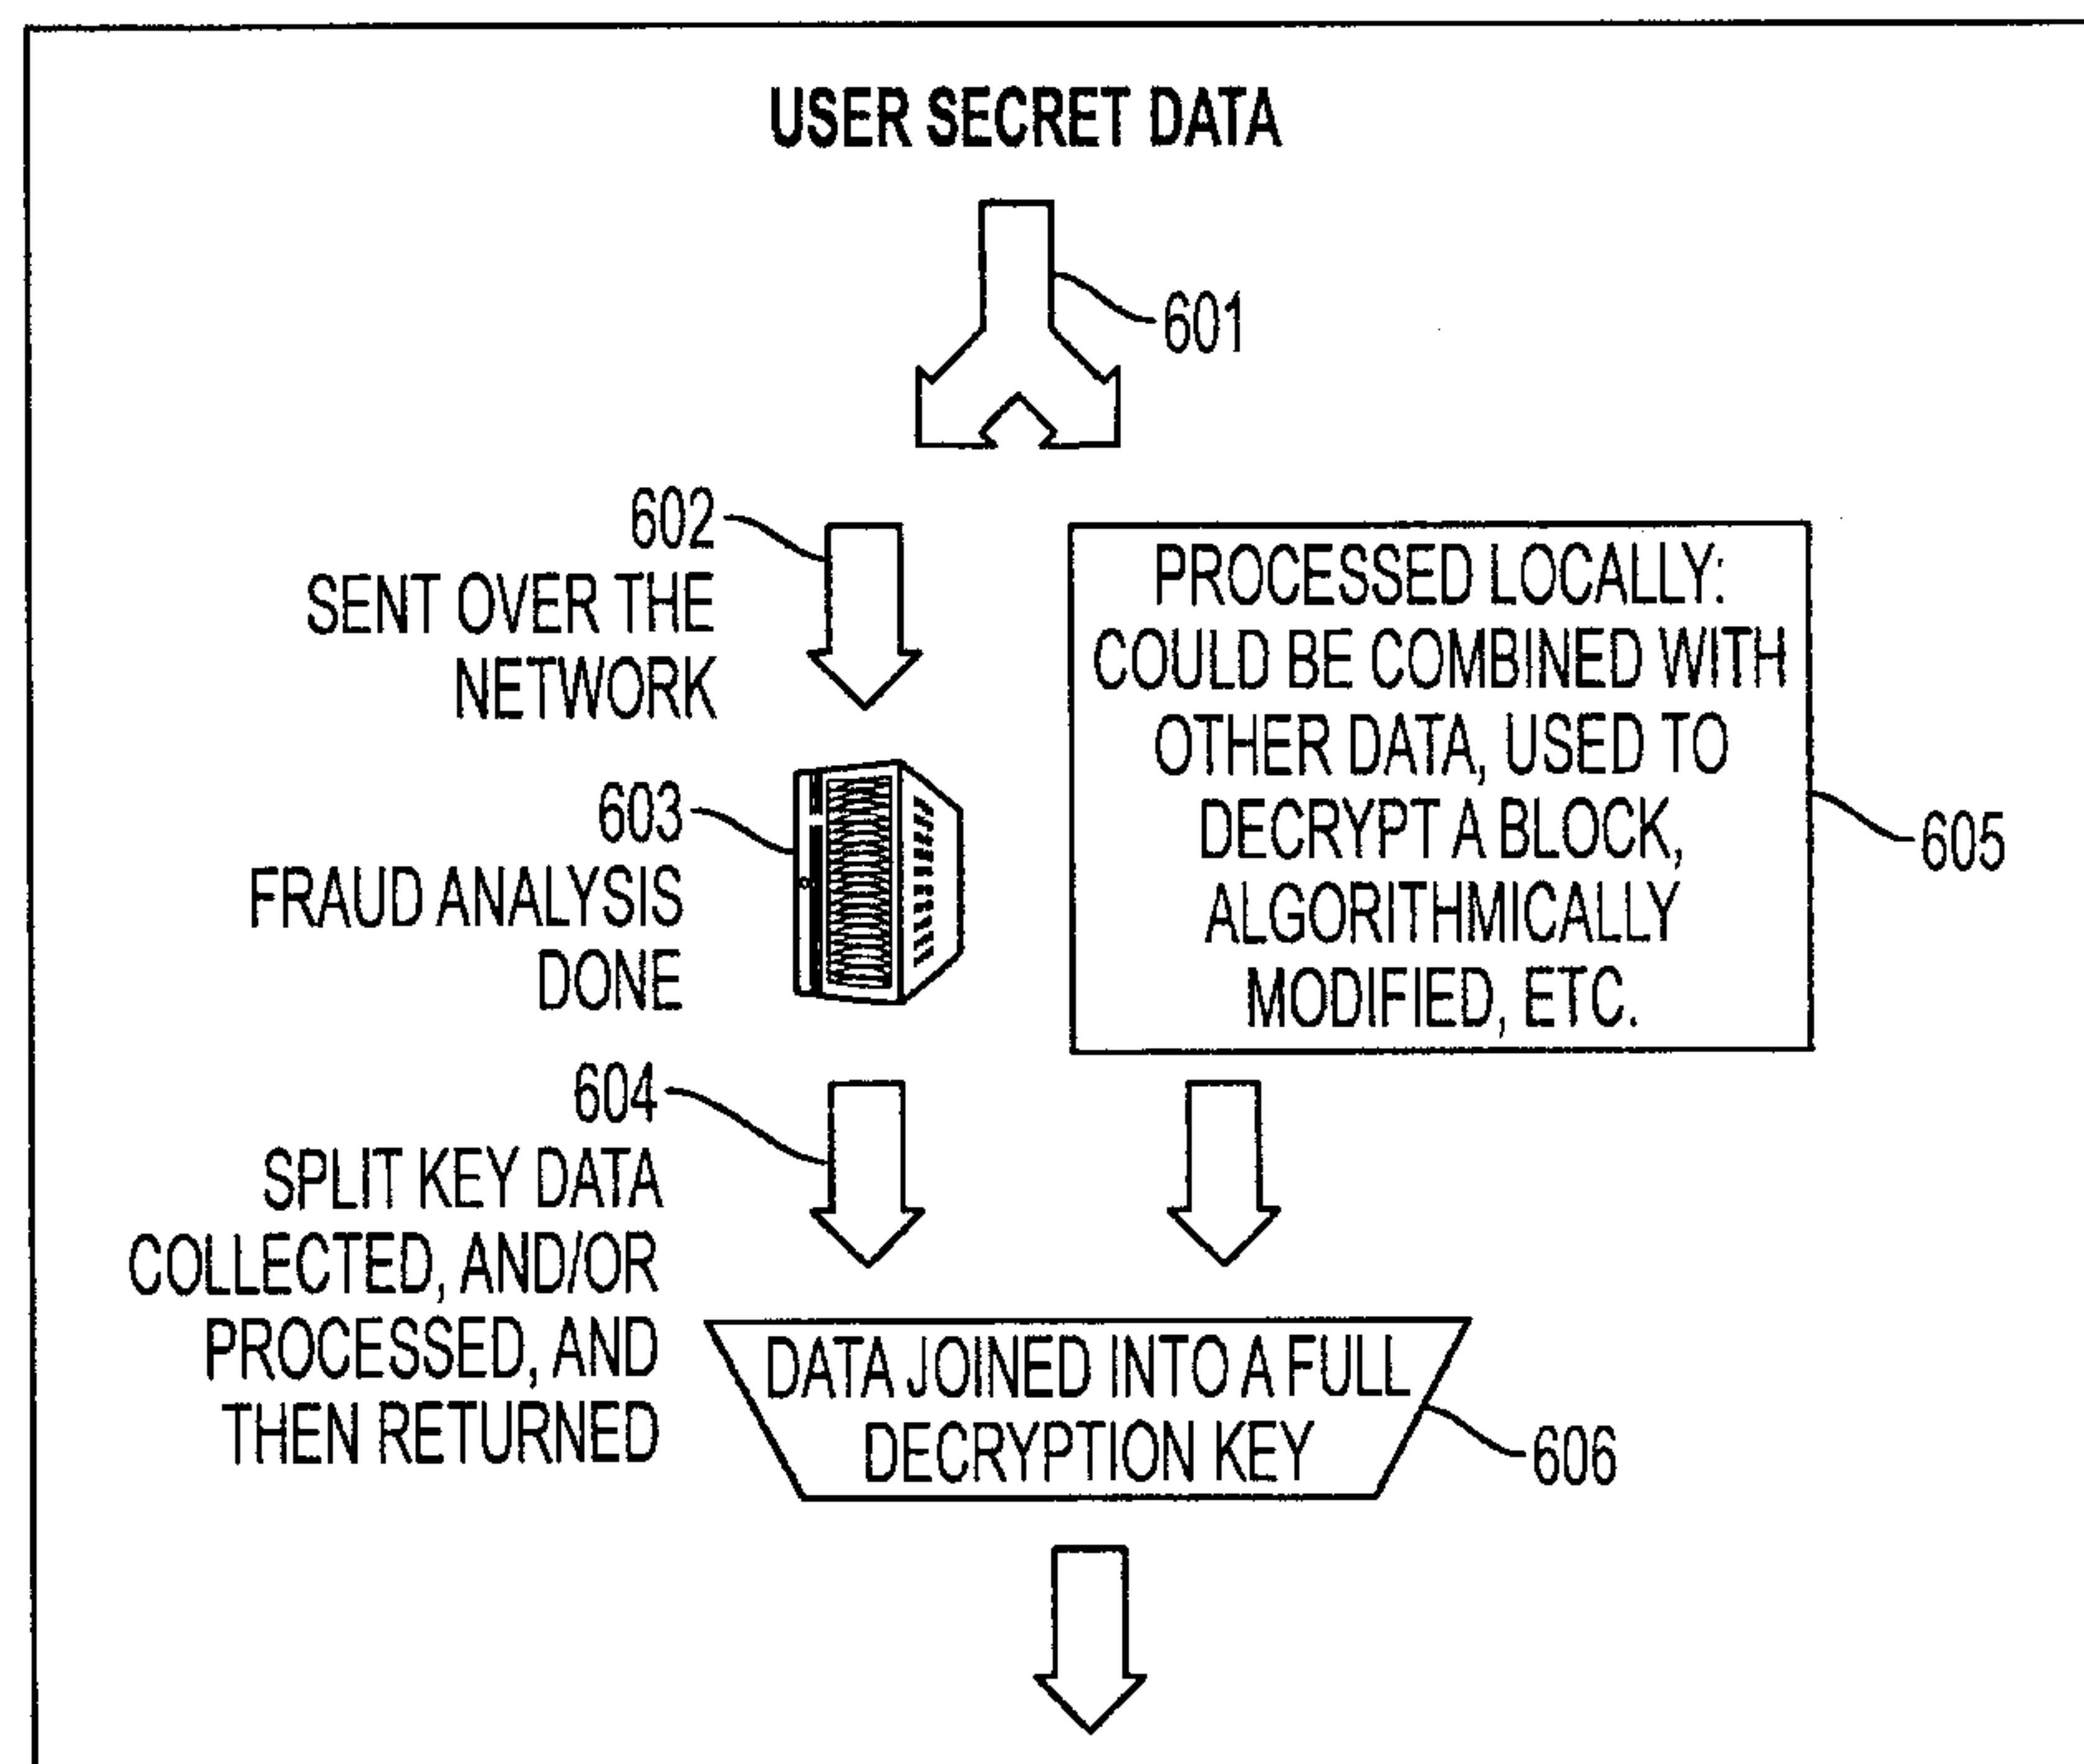 USER SECRET DATA
601
602
SENT OVER THE
NETWORK
603
FRAUD ANALYSIS
DONE
604
SPLIT KEY DATA
COLLECTED, AND/OR
PROCESSED, AND
THEN RETURNED
PROCESSED LOCALLY:
COULD BE COMBINED WITH
OTHER DATA, USED TO
DECRYPT A BLOCK,
ALGORITHMICALLY
MODIFIED, ETC.
605
DATA JOINED INTO A FULL
DECRYPTION KEY
606